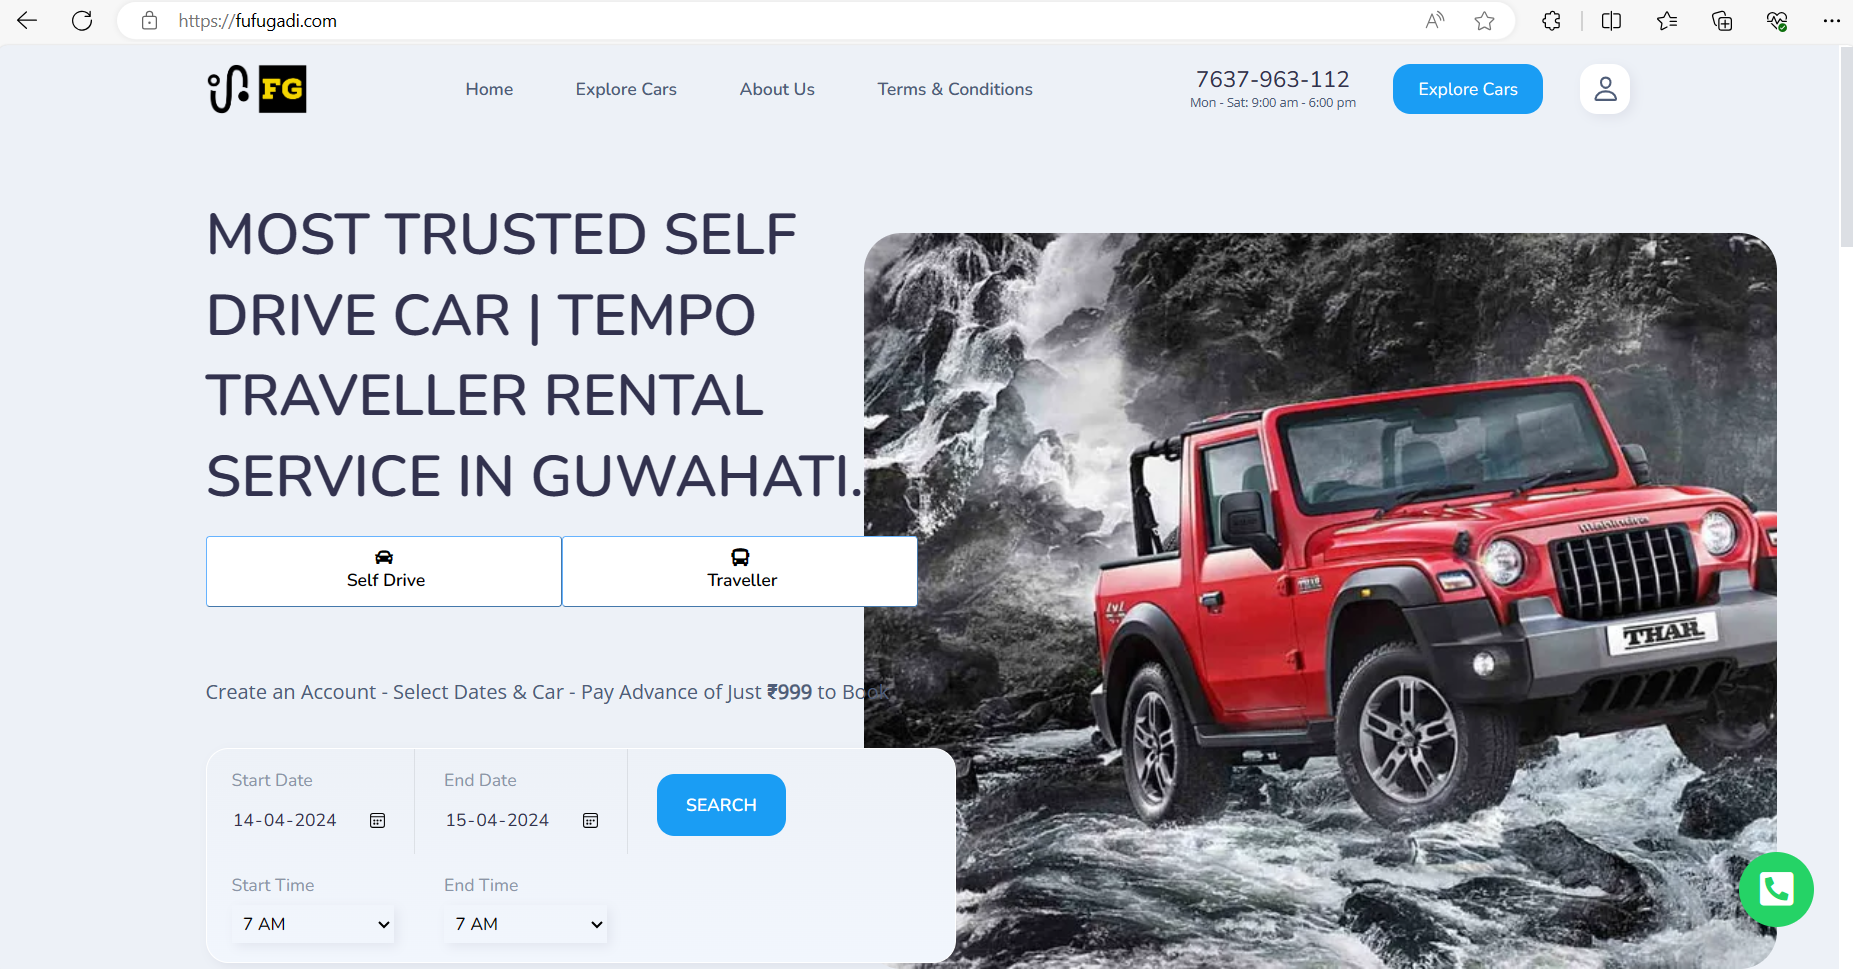 https://fufugadi.com
FG
Home
Explore Cars
About Us
Terms & Conditions
7637-963-112
Mon - Sat: 9:00 am - 6:00 pm
Explore Cars
MOST TRUSTED SELF
DRIVE CAR | TEMPO
TRAVELLER RENTAL
SERVICE IN GUWAHATI.
Self Drive
Traveller
Create an Account - Select Dates & Car - Pay Advance of Just ₹999 to Book
Start Date
14-04-2024
End Date
15-04-2024
SEARCH
Start Time
7 AM
End Time
7 AM
Mahindra
THAR
THAR